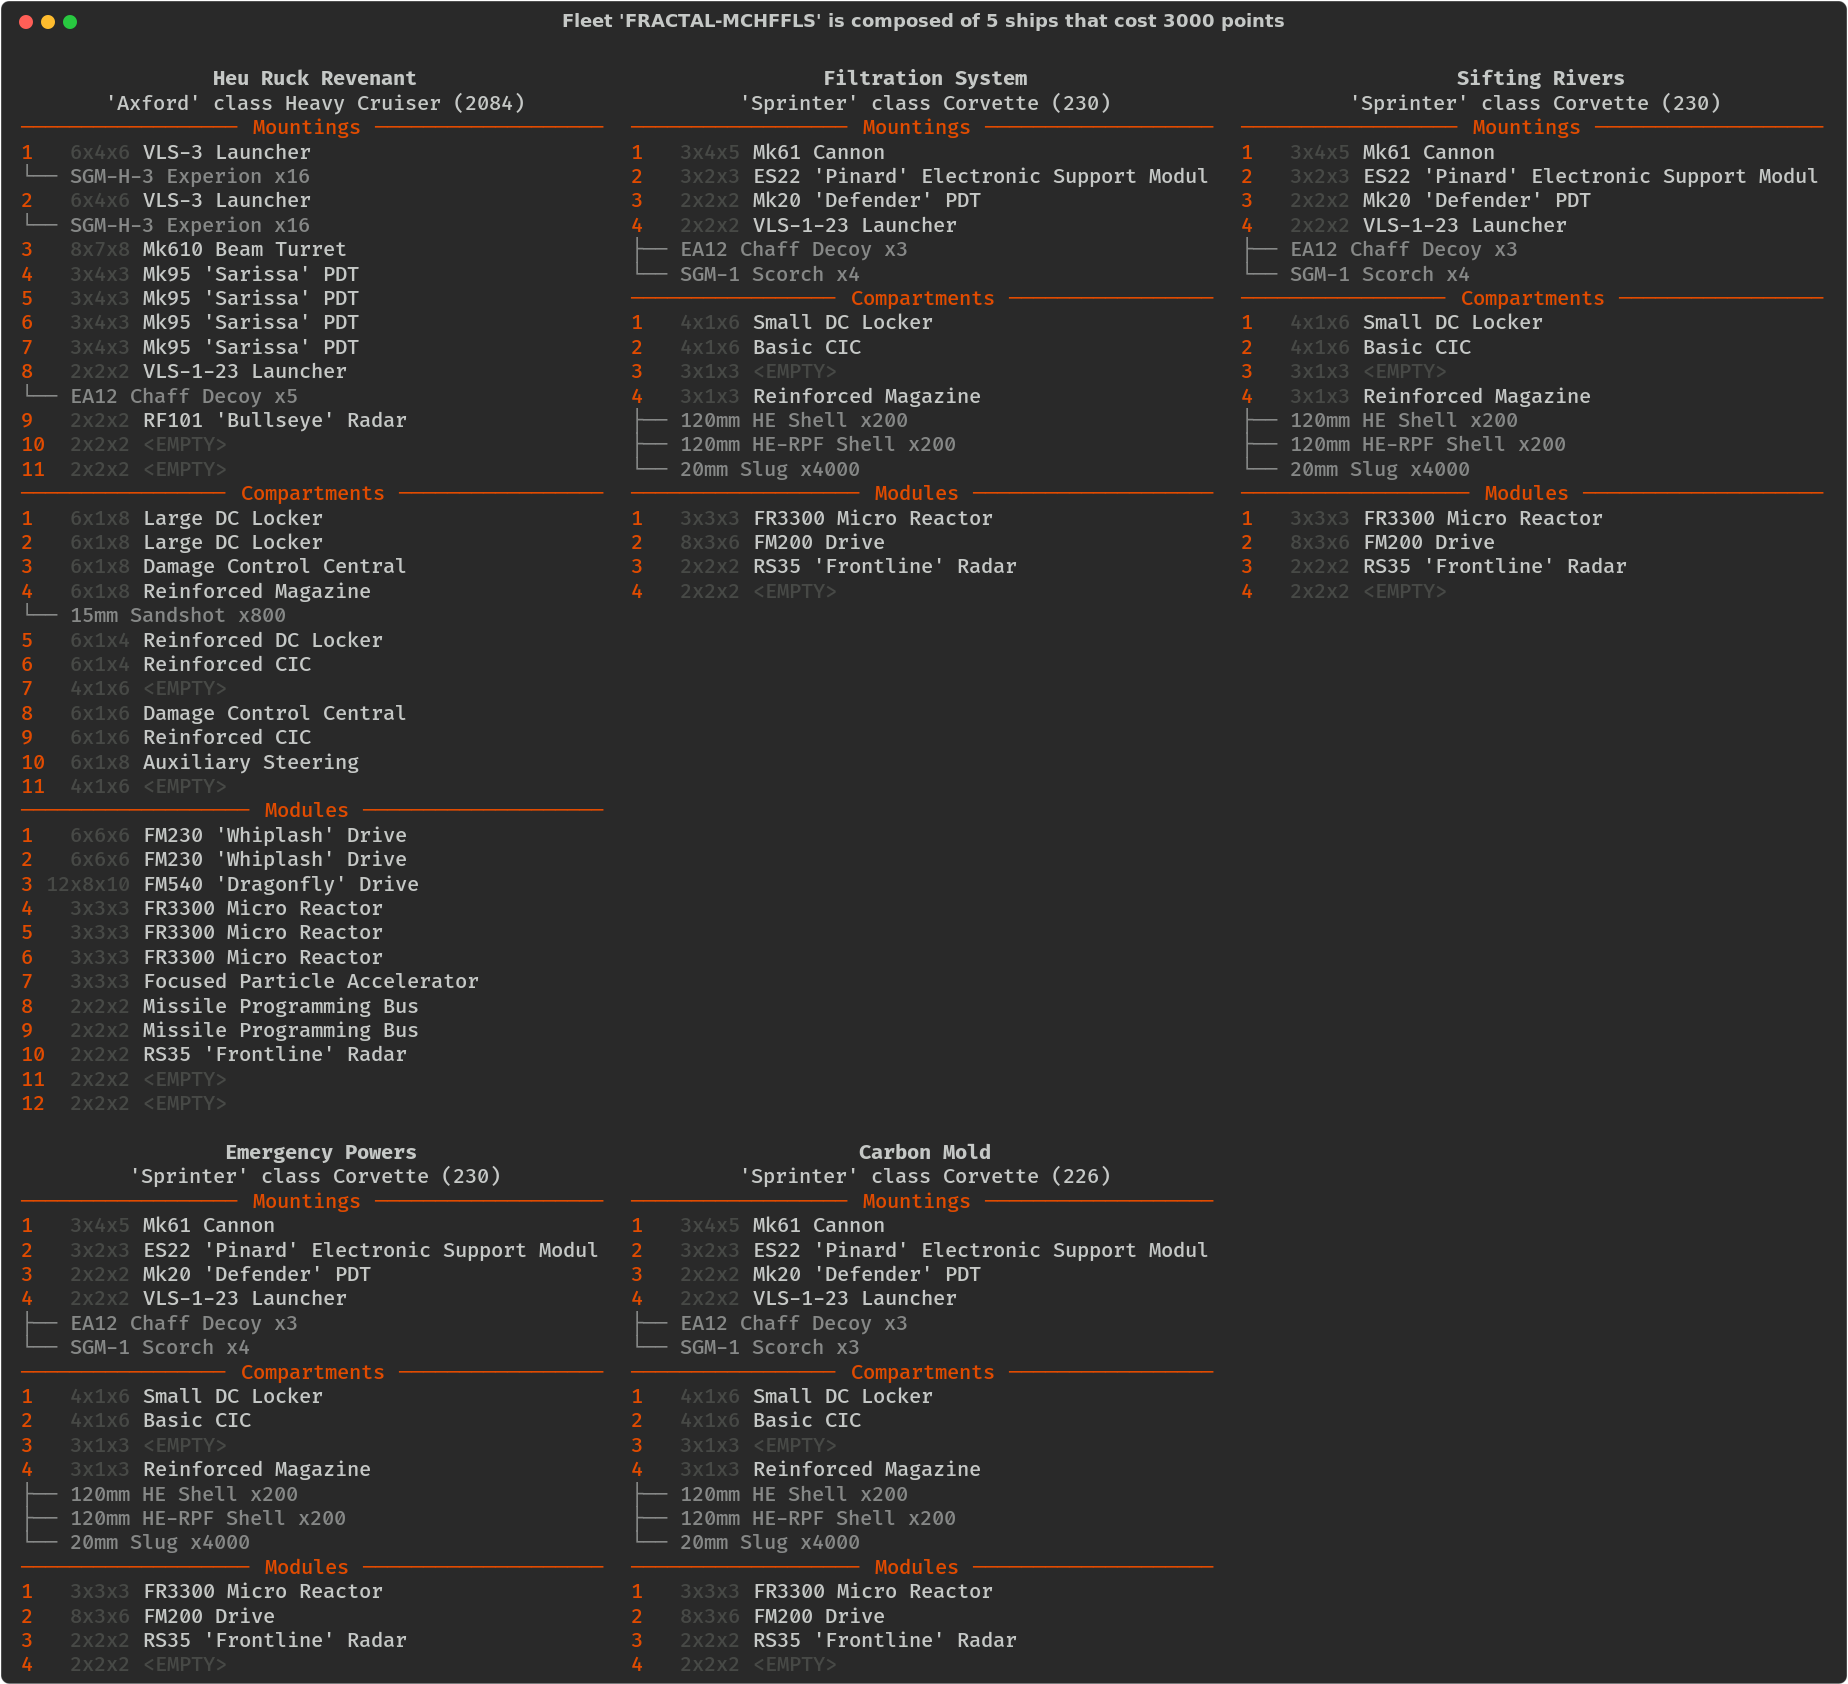 Fleet 'FRACTAL-MCHFFLS' is composed of 5 ships that cost 3000 points
Heu Ruck Revenant
'Axford' class Heavy Cruiser (2084)
Mountings
1 6x4x6 VLS-3 Launcher
SGM-H-3 Experion x16
2 6x4x6 VLS-3 Launcher
SGM-H-3 Experion x16
3 8x7x8 Mk610 Beam Turret
4 3x4x3 Mk95 'Sarissa' PDT
5 3x4x3 Mk95 'Sarissa' PDT
6 3x4x3 Mk95 'Sarissa' PDT
7 3x4x3 Mk95 'Sarissa' PDT
8 2x2x2 VLS-1-23 Launcher
EA12 Chaff Decoy x5
9 2x2x2 RF101 'Bullseye' Radar
10 2x2x2 <EMPTY>
11 2x2x2 <EMPTY>
Compartments
1 6x1x8 Large DC Locker
2 6x1x8 Large DC Locker
3 6x1x8 Damage Control Central
4 6x1x8 Reinforced Magazine
15mm Sandshot x800
5 6x1x4 Reinforced DC Locker
6 6x1x4 Reinforced CIC
7 4x1x6 <EMPTY>
8 6x1x6 Damage Control Central
9 6x1x6 Reinforced CIC
10 6x1x8 Auxiliary Steering
11 4x1x6 <EMPTY>
Modules
1 6x6x6 FM230 'Whiplash' Drive
2 6x6x6 FM230 'Whiplash' Drive
3 12x8x10 FM540 'Dragonfly' Drive
4 3x3x3 FR3300 Micro Reactor
5 3x3x3 FR3300 Micro Reactor
6 3x3x3 FR3300 Micro Reactor
7 3x3x3 Focused Particle Accelerator
8 2x2x2 Missile Programming Bus
9 2x2x2 Missile Programming Bus
10 2x2x2 RS35 'Frontline' Radar
11 2x2x2 <EMPTY>
12 2x2x2 <EMPTY>
Filtration System
'Sprinter' class Corvette (230)
Mountings
1 3x4x5 Mk61 Cannon
2 3x2x3 ES22 'Pinard' Electronic Support Modul
3 2x2x2 Mk20 'Defender' PDT
4 2x2x2 VLS-1-23 Launcher
EA12 Chaff Decoy x3
SGM-1 Scorch x4
Compartments
1 4x1x6 Small DC Locker
2 4x1x6 Basic CIC
3 3x1x3 <EMPTY>
4 3x1x3 Reinforced Magazine
120mm HE Shell x200
120mm HE-RPF Shell x200
20mm Slug x4000
Modules
1 3x3x3 FR3300 Micro Reactor
2 8x3x6 FM200 Drive
3 2x2x2 RS35 'Frontline' Radar
4 2x2x2 <EMPTY>
Sifting Rivers
'Sprinter' class Corvette (230)
Mountings
1 3x4x5 Mk61 Cannon
2 3x2x3 ES22 'Pinard' Electronic Support Modul
3 2x2x2 Mk20 'Defender' PDT
4 2x2x2 VLS-1-23 Launcher
EA12 Chaff Decoy x3
SGM-1 Scorch x4
Compartments
1 4x1x6 Small DC Locker
2 4x1x6 Basic CIC
3 3x1x3 <EMPTY>
4 3x1x3 Reinforced Magazine
120mm HE Shell x200
120mm HE-RPF Shell x200
20mm Slug x4000
Modules
1 3x3x3 FR3300 Micro Reactor
2 8x3x6 FM200 Drive
3 2x2x2 RS35 'Frontline' Radar
4 2x2x2 <EMPTY>
Emergency Powers
'Sprinter' class Corvette (230)
Mountings
1 3x4x5 Mk61 Cannon
2 3x2x3 ES22 'Pinard' Electronic Support Modul
3 2x2x2 Mk20 'Defender' PDT
4 2x2x2 VLS-1-23 Launcher
EA12 Chaff Decoy x3
SGM-1 Scorch x4
Compartments
1 4x1x6 Small DC Locker
2 4x1x6 Basic CIC
3 3x1x3 <EMPTY>
4 3x1x3 Reinforced Magazine
120mm HE Shell x200
120mm HE-RPF Shell x200
20mm Slug x4000
Modules
1 3x3x3 FR3300 Micro Reactor
2 8x3x6 FM200 Drive
3 2x2x2 RS35 'Frontline' Radar
4 2x2x2 <EMPTY>
Carbon Mold
'Sprinter' class Corvette (226)
Mountings
1 3x4x5 Mk61 Cannon
2 3x2x3 ES22 'Pinard' Electronic Support Modul
3 2x2x2 Mk20 'Defender' PDT
4 2x2x2 VLS-1-23 Launcher
EA12 Chaff Decoy x3
SGM-1 Scorch x3
Compartments
1 4x1x6 Small DC Locker
2 4x1x6 Basic CIC
3 3x1x3 <EMPTY>
4 3x1x3 Reinforced Magazine
120mm HE Shell x200
120mm HE-RPF Shell x200
20mm Slug x4000
Modules
1 3x3x3 FR3300 Micro Reactor
2 8x3x6 FM200 Drive
3 2x2x2 RS35 'Frontline' Radar
4 2x2x2 <EMPTY>